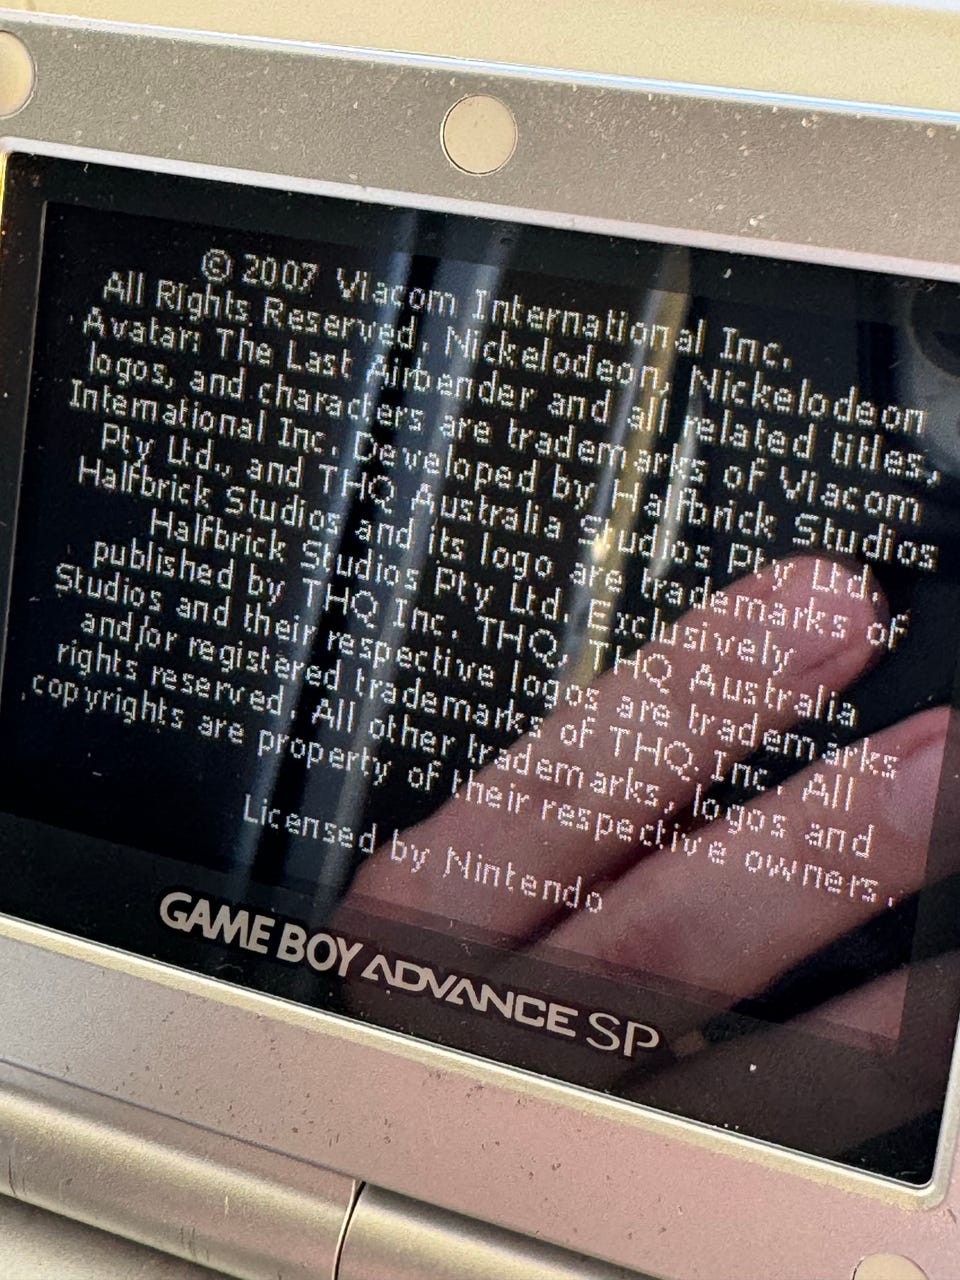 © 2007 Viacom International Inc.
All Rights Reserved. Nickelodeon, Nickelodeon
Avatar: The Last Airbender and all related titles,
logos, and characters are trademarks of Viacom
International Inc. Developed by Halfbrick Studios
Pty Ltd., and THQ Australia Studios Pty Ltd.
Halfbrick Studios and its logo are trademarks of
Halfbrick Studios Pty Ltd. Exclusively
published by THQ Inc. THQ, THQ Australia
Studios and their respective logos are trademarks
and/or registered trademarks of THQ Inc. All
rights reserved. All other trademarks, logos and
copyrights are property of their respective owners.
Licensed by Nintendo
GAME BOY ADVANCE SP